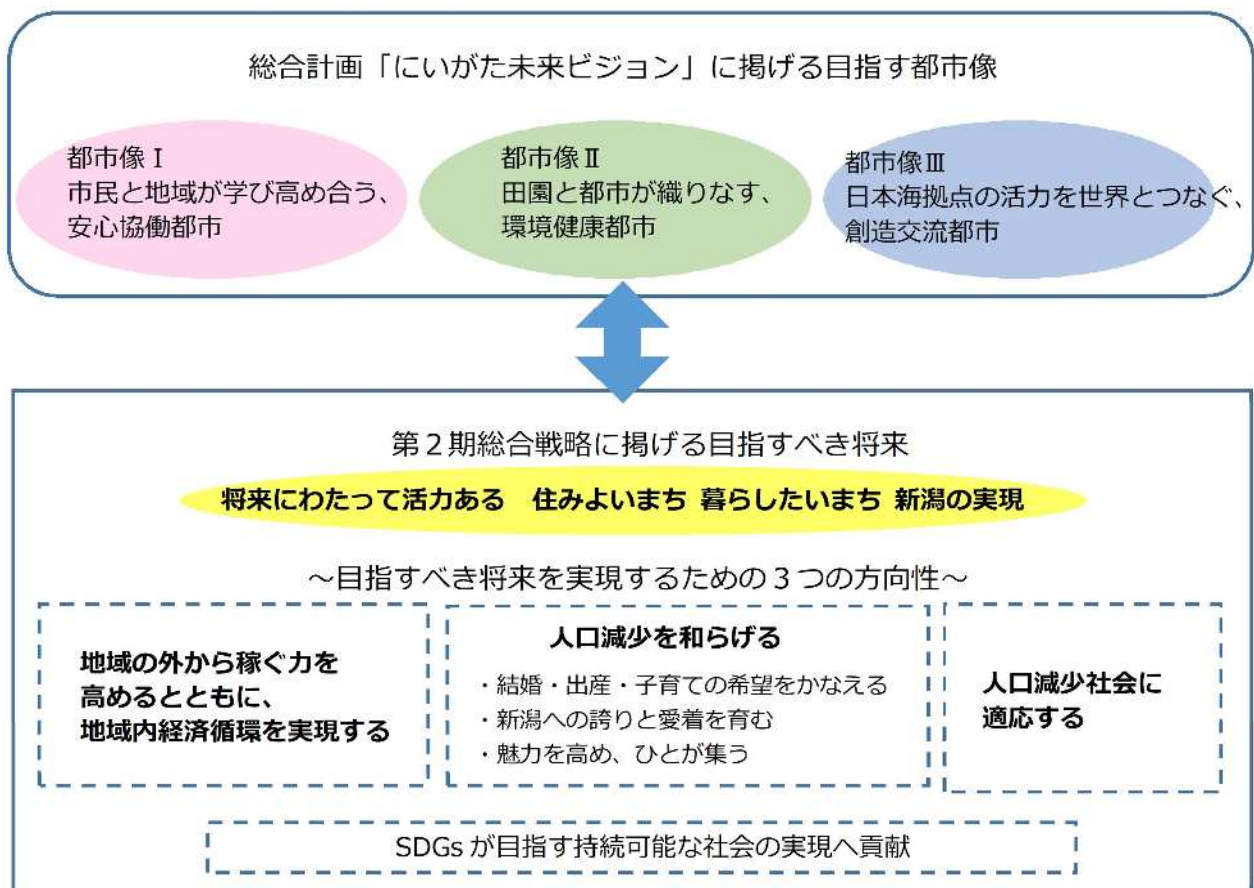 総合計画「にいがた未来ビジョン」に掲げる目指す都市像
都市像Ⅰ
市民と地域が学び高め合う、
安心協働都市
都市像Ⅱ
田園と都市が織りなす、
環境健康都市
都市像Ⅲ
日本海拠点の活力を世界とつなぐ、
創造交流都市
第２期総合戦略に掲げる目指すべき将来
将来にわたって活力ある　住みよいまち 暮らしたいまち 新潟の実現
～目指すべき将来を実現するための３つの方向性～
地域の外から稼ぐ力を
高めるとともに、
地域内経済循環を実現する
人口減少を和らげる
・結婚・出産・子育ての希望をかなえる
・新潟への誇りと愛着を育む
・魅力を高め、ひとが集う
人口減少社会に
適応する
SDGs が目指す持続可能な社会の実現へ貢献